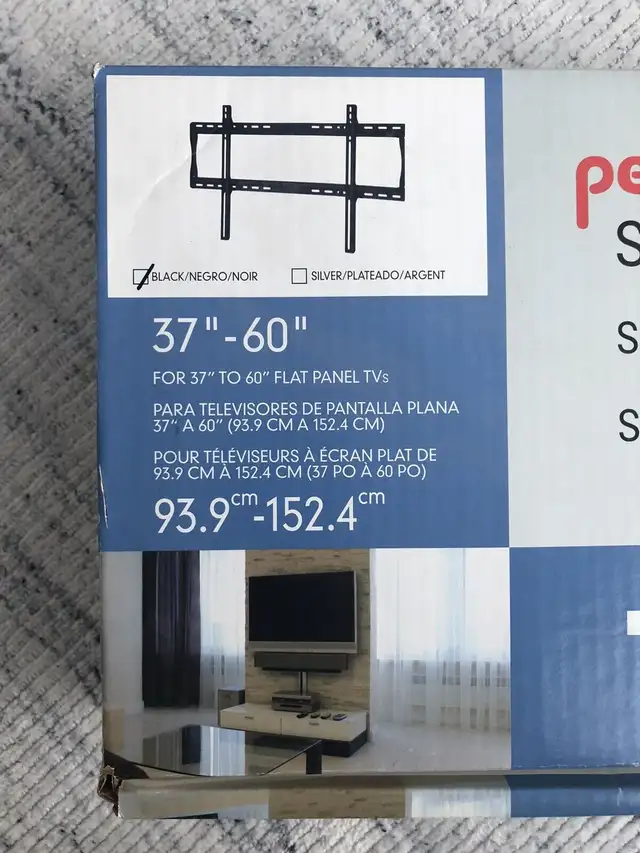 BLACK/NEGRO/NOIR
SILVER/PLATEADO/ARGENT
37"-60"
FOR 37" TO 60" FLAT PANEL TVs
PARA TELEVISORES DE PANTALLA PLANA
37" A 60" (93.9 CM A 152.4 CM)
POUR TÉLÉVISEURS À ÉCRAN PLAT DE
93.9 CM À 152.4 CM (37 PO À 60 PO)
93.9cm-152.4cm
pe
S
S
S